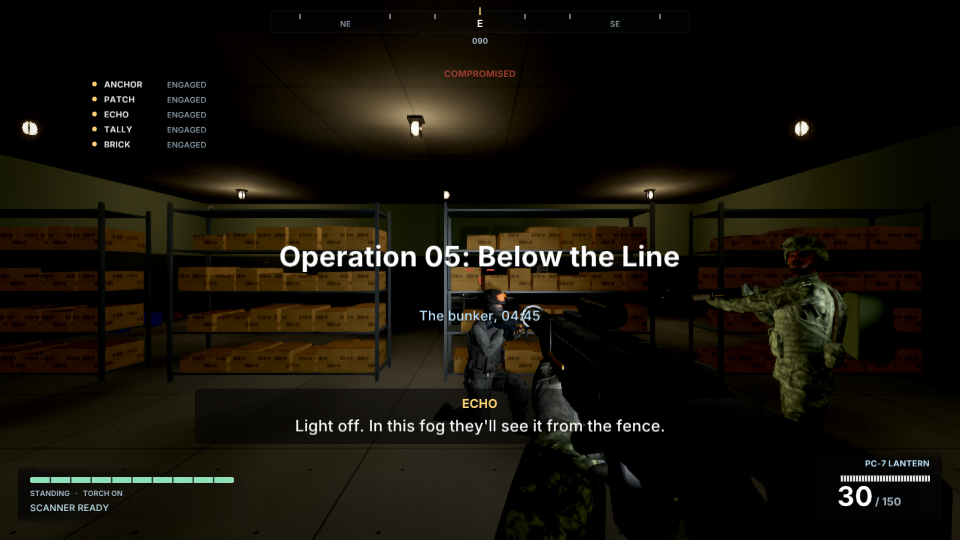 NE
E
SE
090
COMPROMISED
ANCHOR ENGAGED
PATCH ENGAGED
ECHO ENGAGED
TALLY ENGAGED
BRICK ENGAGED
Operation 05: Below the Line
The bunker, 04:45
ECHO
Light off. In this fog they'll see it from the fence.
STANDING · TORCH ON
SCANNER READY
PC-7 LANTERN
30 / 150